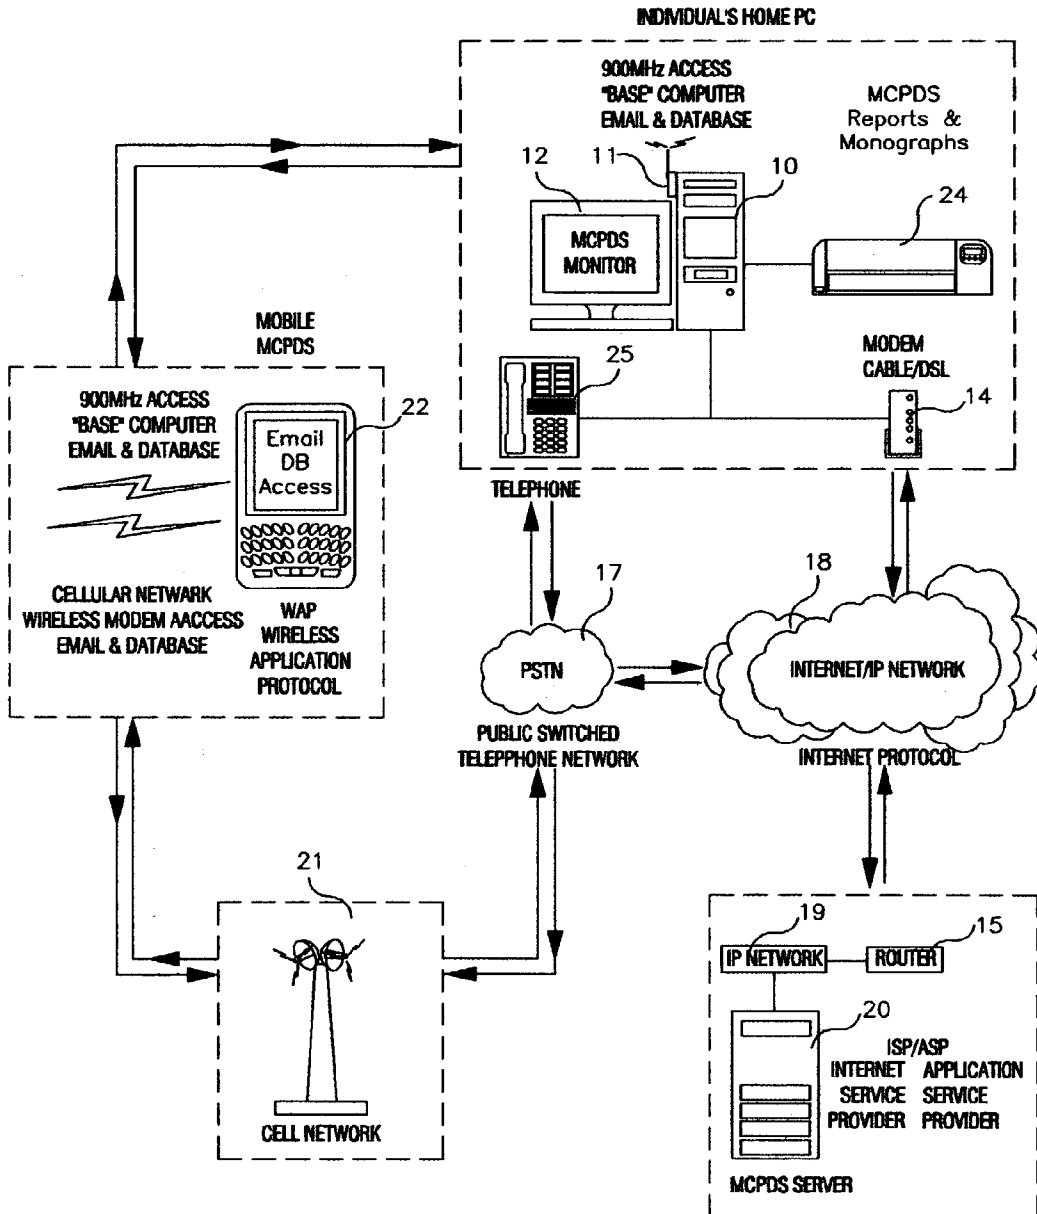 INDIVIDUAL'S HOME PC
900MHz ACCESS
"BASE" COMPUTER
EMAIL & DATABASE
MCPDS
Reports &
Monographs
12
11
10
24
MCPDS
MONITOR
MOBILE
MCPDS
25
MODEM
CABLE/DSL
14
TELEPHONE
900MHz ACCESS
"BASE" COMPUTER
EMAIL & DATABASE
22
Email
DB
Access
CELLULAR NETWORK
WIRELESS MODEM AACCESS
EMAIL & DATABASE
WAP
WIRELESS
APPLICATION
PROTOCOL
17
PSTN
PUBLIC SWITCHED
TELEPPHONE NETWORK
18
INTERNET/IP NETWORK
INTERNET PROTOCOL
21
CELL NETWORK
19
15
IP NETWORK
ROUTER
20
ISP/ASP
INTERNET APPLICATION
SERVICE SERVICE
PROVIDER PROVIDER
MCPDS SERVER